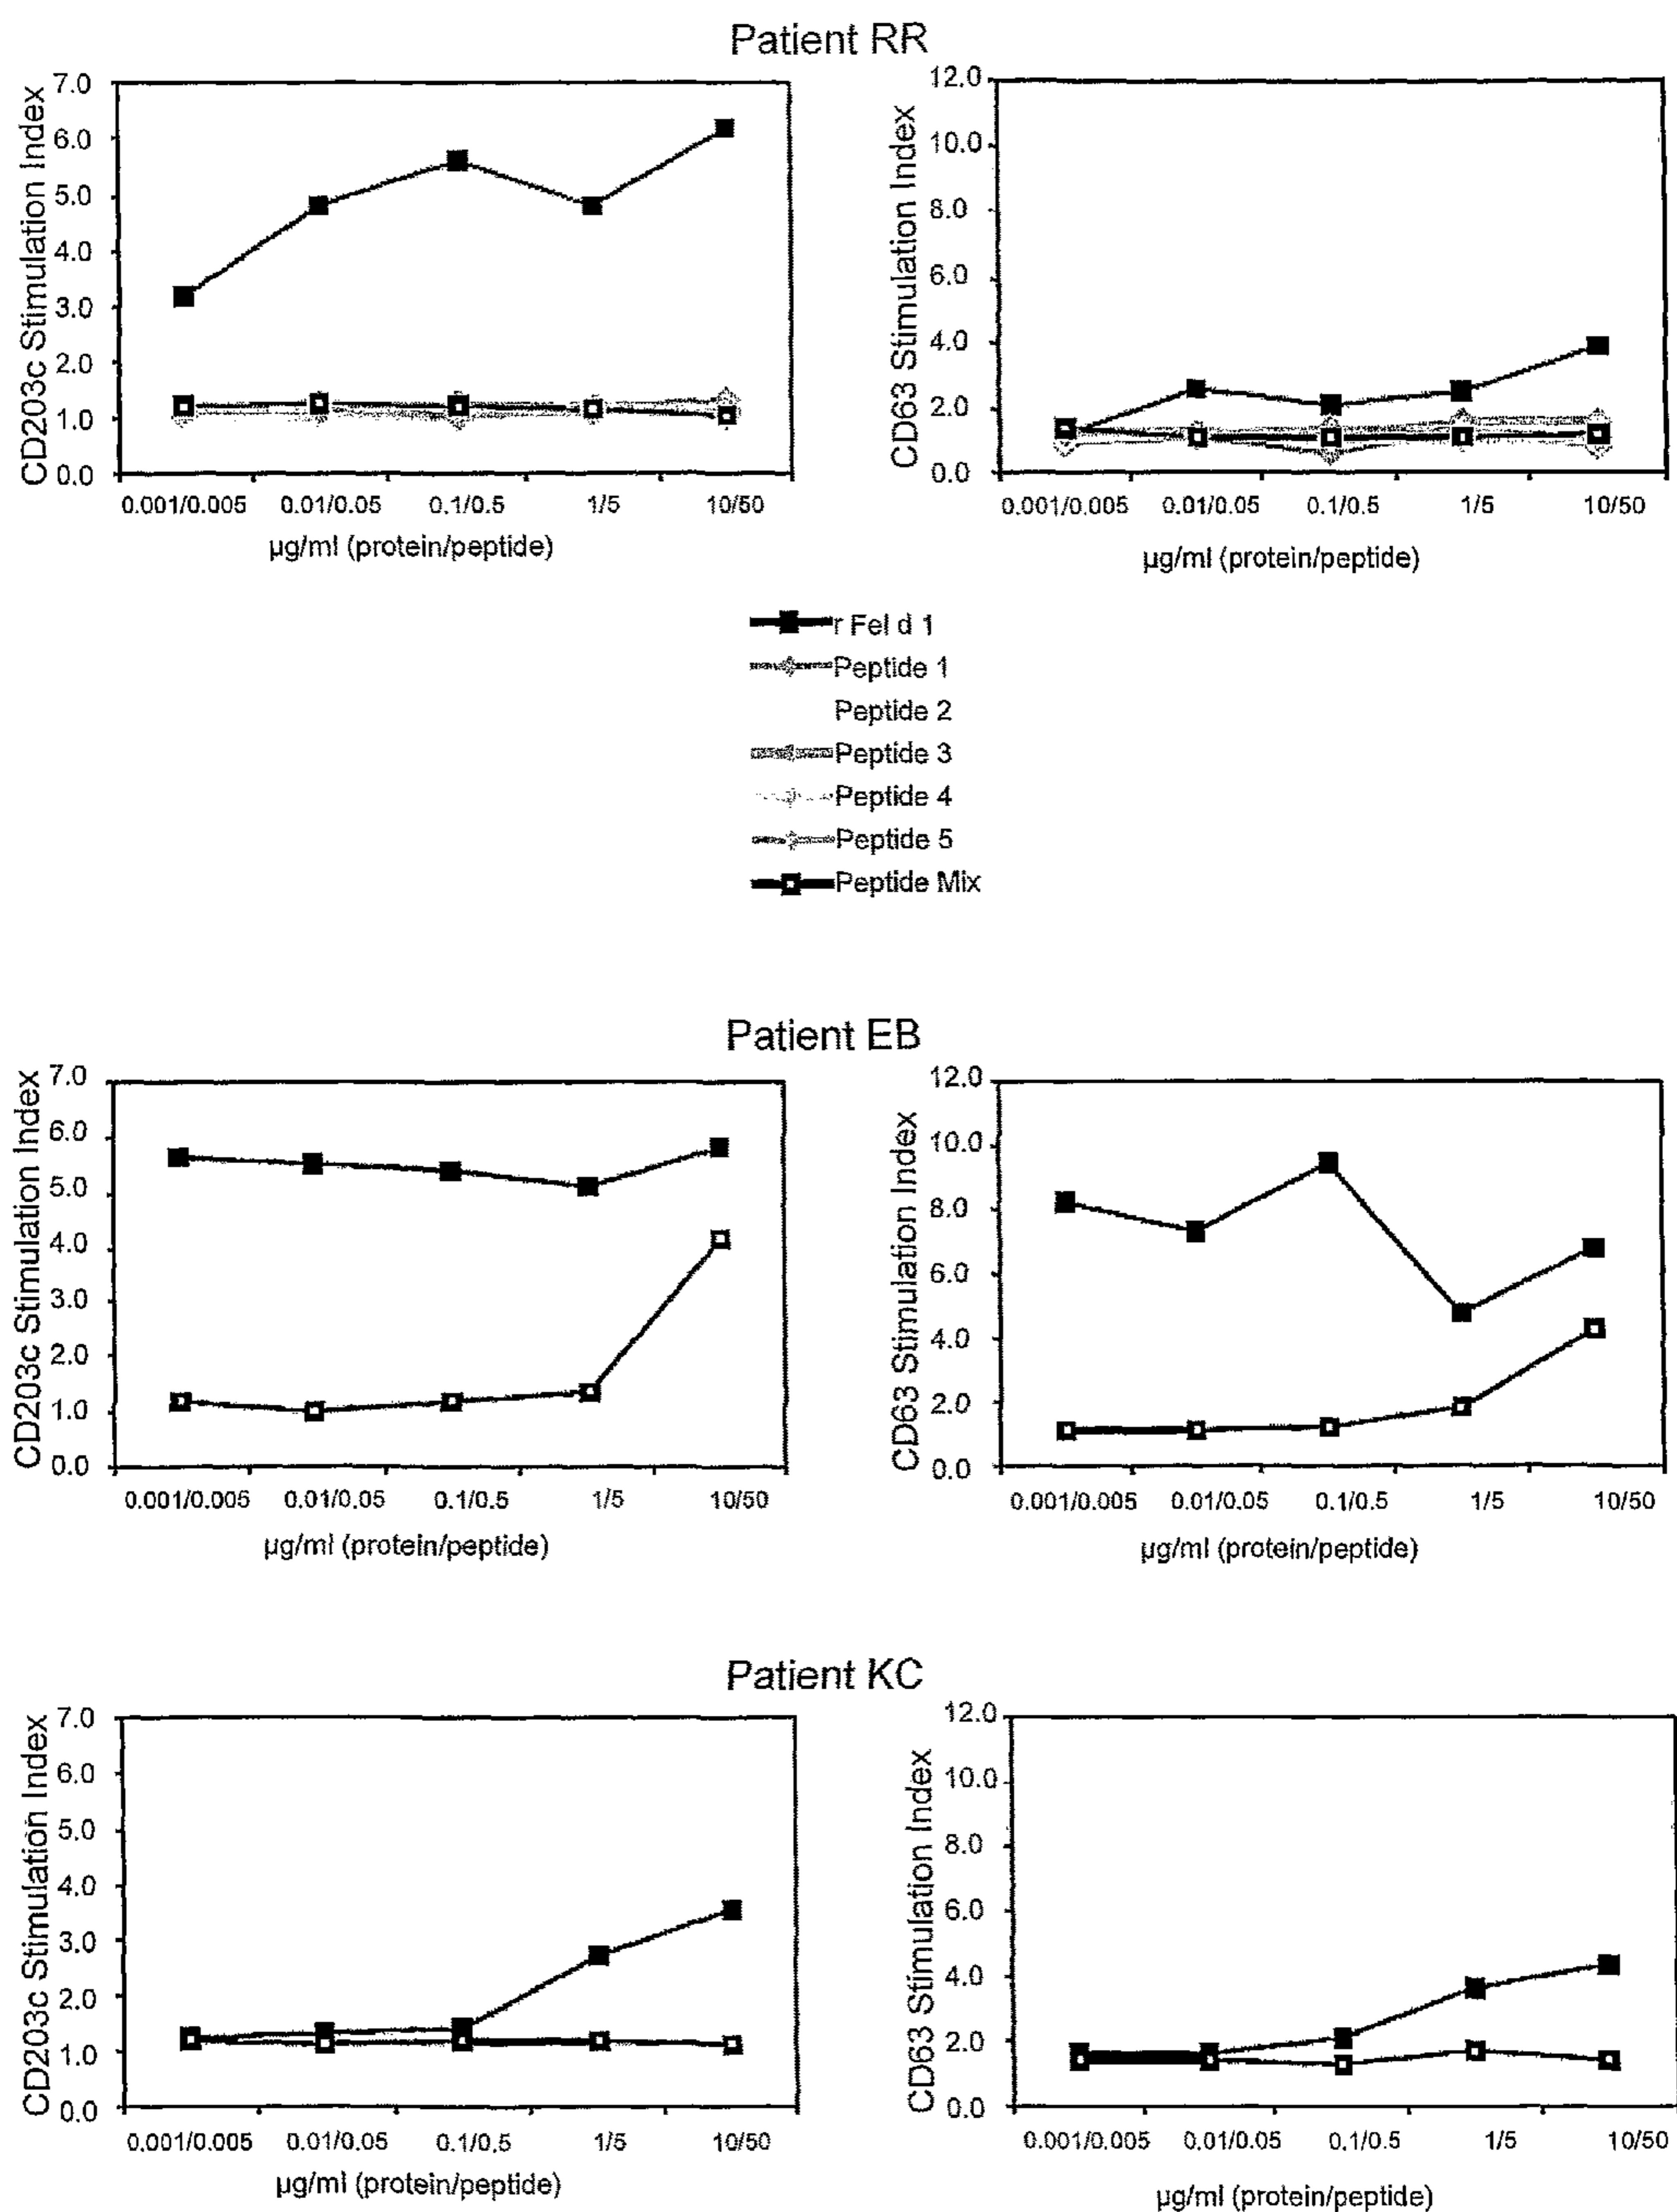 Patient RR
CD203c Stimulation Index
7.0
6.0
5.0
4.0
3.0
2.0
1.0
0.0
0.001/0.005 0.01/0.05 0.1/0.5 1/5 10/50
µg/ml (protein/peptide)
CD63 Stimulation Index
12.0
10.0
8.0
6.0
4.0
2.0
0.0
0.001/0.005 0.01/0.05 0.1/0.5 1/5 10/50
µg/ml (protein/peptide)
r Fel d 1
Peptide 1
Peptide 2
Peptide 3
Peptide 4
Peptide 5
Peptide Mix
Patient EB
CD203c Stimulation Index
7.0
6.0
5.0
4.0
3.0
2.0
1.0
0.0
0.001/0.005 0.01/0.05 0.1/0.5 1/5 10/50
µg/ml (protein/peptide)
CD63 Stimulation Index
12.0
10.0
8.0
6.0
4.0
2.0
0.0
0.001/0.005 0.01/0.05 0.1/0.5 1/5 10/50
µg/ml (protein/peptide)
Patient KC
CD203c Stimulation Index
7.0
6.0
5.0
4.0
3.0
2.0
1.0
0.0
0.001/0.005 0.01/0.05 0.1/0.5 1/5 10/50
µg/ml (protein/peptide)
CD63 Stimulation Index
12.0
10.0
8.0
6.0
4.0
2.0
0.0
0.001/0.005 0.01/0.05 0.1/0.5 1/5 10/50
µg/ml (protein/peptide)